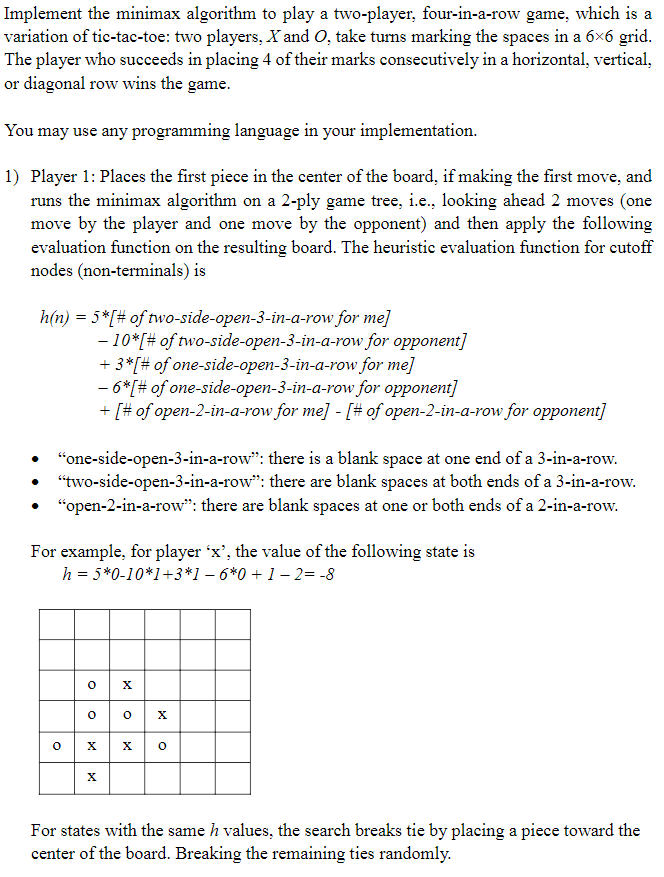 Implement the minimax algorithm to play a two-player, four-in-a-row game, which is a
variation of tic-tac-toe: two players, X and O, take turns marking the spaces in a 6×6 grid.
The player who succeeds in placing 4 of their marks consecutively in a horizontal, vertical,
or diagonal row wins the game.
You may use any programming language in your implementation.
1) Player 1: Places the first piece in the center of the board, if making the first move, and
runs the minimax algorithm on a 2-ply game tree, i.e., looking ahead 2 moves (one
move by the player and one move by the opponent) and then apply the following
evaluation function on the resulting board. The heuristic evaluation function for cutoff
nodes (non-terminals) is
h(n) = 5*[# of two-side-open-3-in-a-row for me]
– 10*[# of two-side-open-3-in-a-row for opponent]
+ 3*[# of one-side-open-3-in-a-row for me]
– 6*[# of one-side-open-3-in-a-row for opponent]
+ [# of open-2-in-a-row for me] - [# of open-2-in-a-row for opponent]
• “one-side-open-3-in-a-row”: there is a blank space at one end of a 3-in-a-row.
• “two-side-open-3-in-a-row”: there are blank spaces at both ends of a 3-in-a-row.
• “open-2-in-a-row”: there are blank spaces at one or both ends of a 2-in-a-row.
For example, for player ‘x’, the value of the following state is
h = 5*0-10*1+3*1 – 6*0 + 1 – 2= -8
o x
o o x
o x x o
x
For states with the same h values, the search breaks tie by placing a piece toward the
center of the board. Breaking the remaining ties randomly.